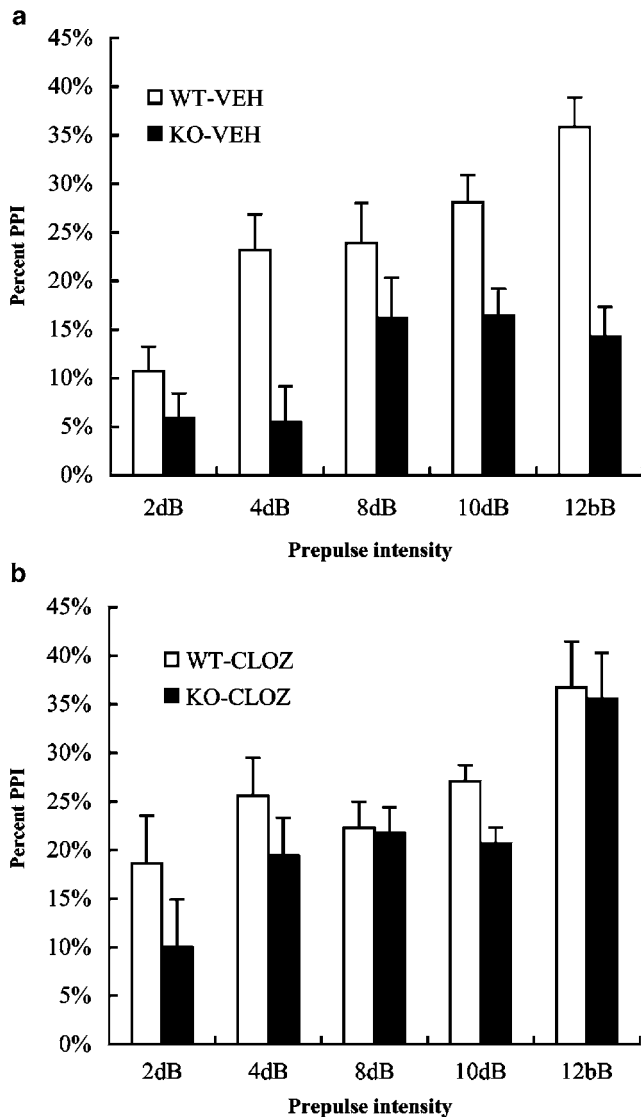 a
45%
40%
35%
30%
25%
20%
15%
10%
5%
0%
Percent PPI
WT-VEH
KO-VEH
2dB 4dB 8dB 10dB 12bB
Prepulse intensity
b
45%
40%
35%
30%
25%
20%
15%
10%
5%
0%
Percent PPI
WT-CLOZ
KO-CLOZ
2dB 4dB 8dB 10dB 12bB
Prepulse intensity